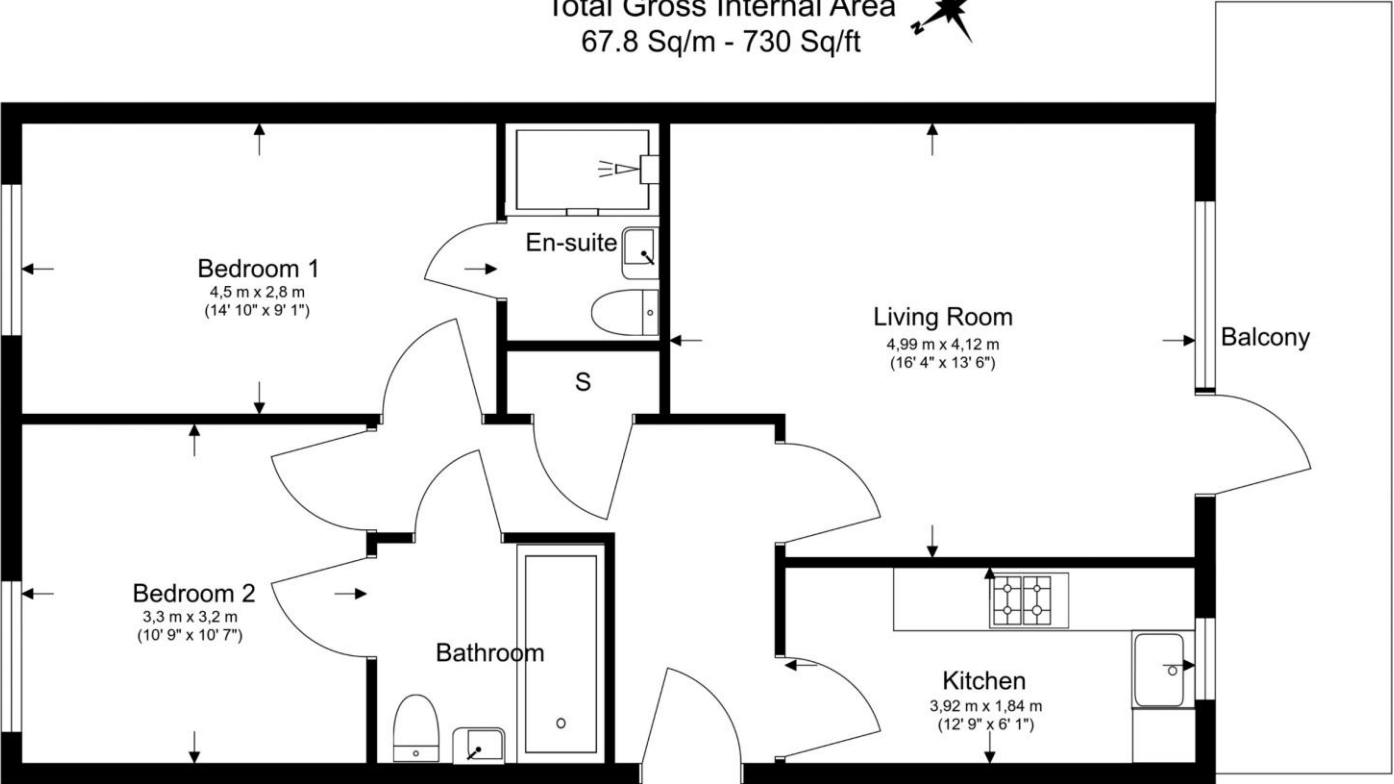 Total Gross Internal Area
67.8 Sq/m - 730 Sq/ft
N
Bedroom 1
4,5 m x 2,8 m
(14' 10" x 9' 1")
En-suite
S
Living Room
4,99 m x 4,12 m
(16' 4" x 13' 6")
Balcony
Bedroom 2
3,3 m x 3,2 m
(10' 9" x 10' 7")
Bathroom
Kitchen
3,92 m x 1,84 m
(12' 9" x 6' 1")